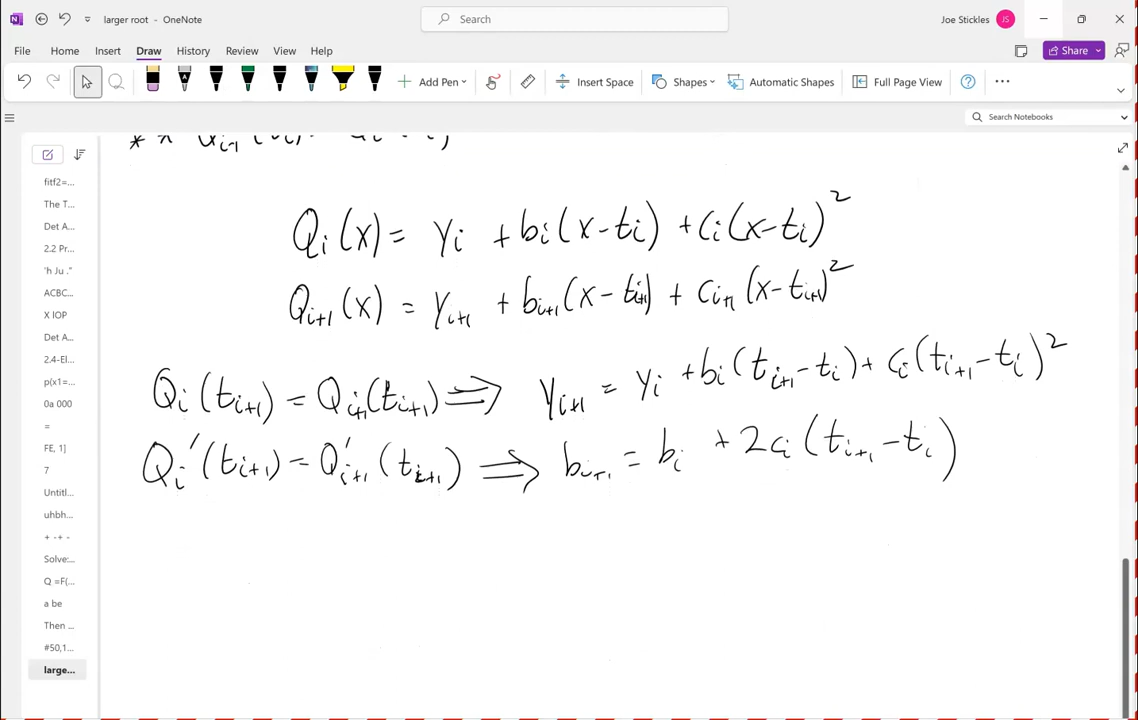 larger root - OneNote
Search
Joe Stickles
JS
File Home Insert Draw History Review View Help
Share
Add Pen
Insert Space
Shapes
Automatic Shapes
Full Page View
Search Notebooks
fitf2=...
The T...
Det A...
2.2 Pr...
'h Ju ."
ACBC...
X IOP
Det A...
2.4-El...
p(x1=...
0a 000
=
FE, 1]
7
Untitl...
uhbh...
+ -+ -
Solve:...
Q =F(...
a be
Then ...
#50,1...
large...
Qᵢ(x) = yᵢ + bᵢ(x-tᵢ) + cᵢ(x-tᵢ)²
Qᵢ₊₁(x) = yᵢ₊₁ + bᵢ₊₁(x-tᵢ₊₁) + cᵢ₊₁(x-tᵢ₊₁)²
Qᵢ(tᵢ₊₁) = Qᵢ₊₁(tᵢ₊₁) ⟹ yᵢ₊₁ = yᵢ + bᵢ(tᵢ₊₁-tᵢ) + cᵢ(tᵢ₊₁-tᵢ)²
Qᵢ'(tᵢ₊₁) = Q'ᵢ₊₁(tᵢ₊₁) ⟹ bᵢ₊₁ = bᵢ + 2cᵢ(tᵢ₊₁-tᵢ)